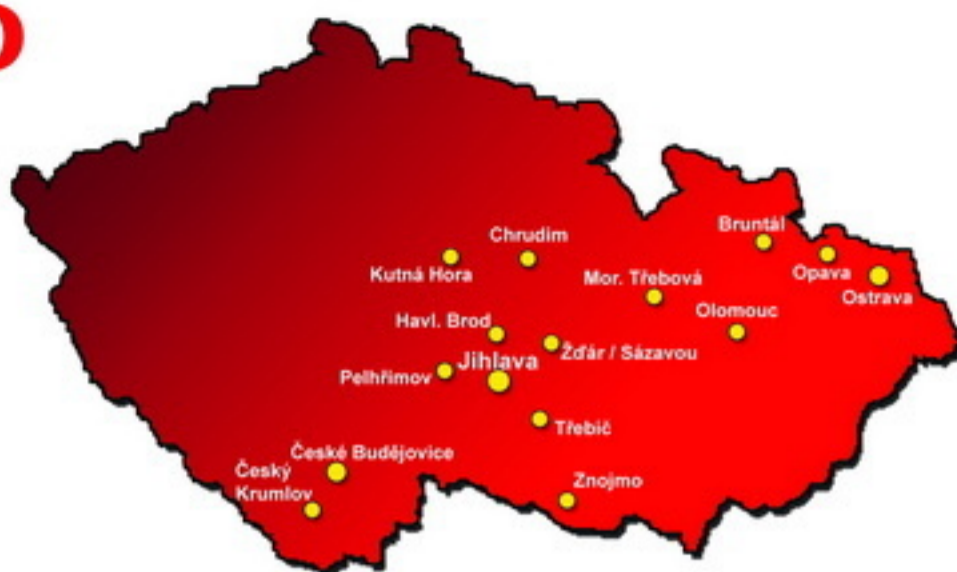 Bruntál
Chrudim
Opava
Kutná Hora
Mor. Třebová
Ostrava
Olomouc
Havl. Brod
Žďár / Sázavou
Jihlava
Pelhřimov
Třebíč
České Budějovice
Český
Krumlov
Znojmo